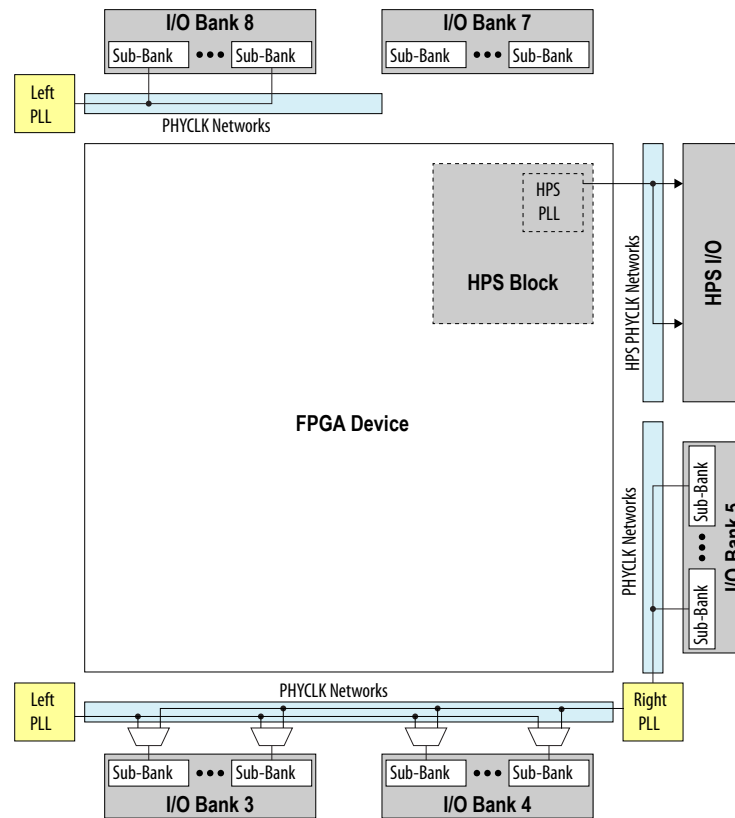 I/O Bank 8
I/O Bank 7
Sub-Bank ••• Sub-Bank
Sub-Bank ••• Sub-Bank
Left
PLL
PHYCLK Networks
HPS
PLL
HPS Block
HPS PHYCLK Networks
HPS I/O
FPGA Device
PHYCLK Networks
Sub-Bank ••• Sub-Bank
I/O Bank 5
Left
PLL
PHYCLK Networks
Right
PLL
Sub-Bank ••• Sub-Bank
Sub-Bank ••• Sub-Bank
I/O Bank 3
I/O Bank 4